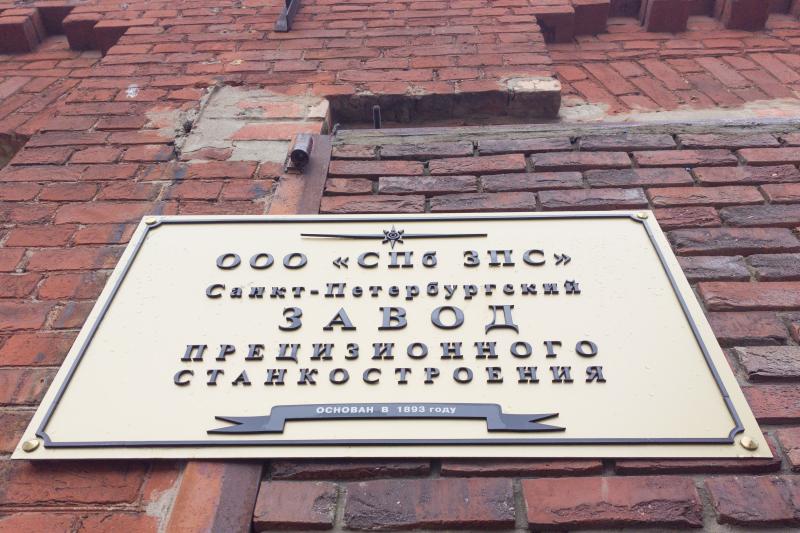 ООО «СПб ЗПС»
Санкт-Петербургский
ЗАВОД
ПРЕЦИЗИОННОГО
СТАНКОСТРОЕНИЯ
ОСНОВАН В 1893 году